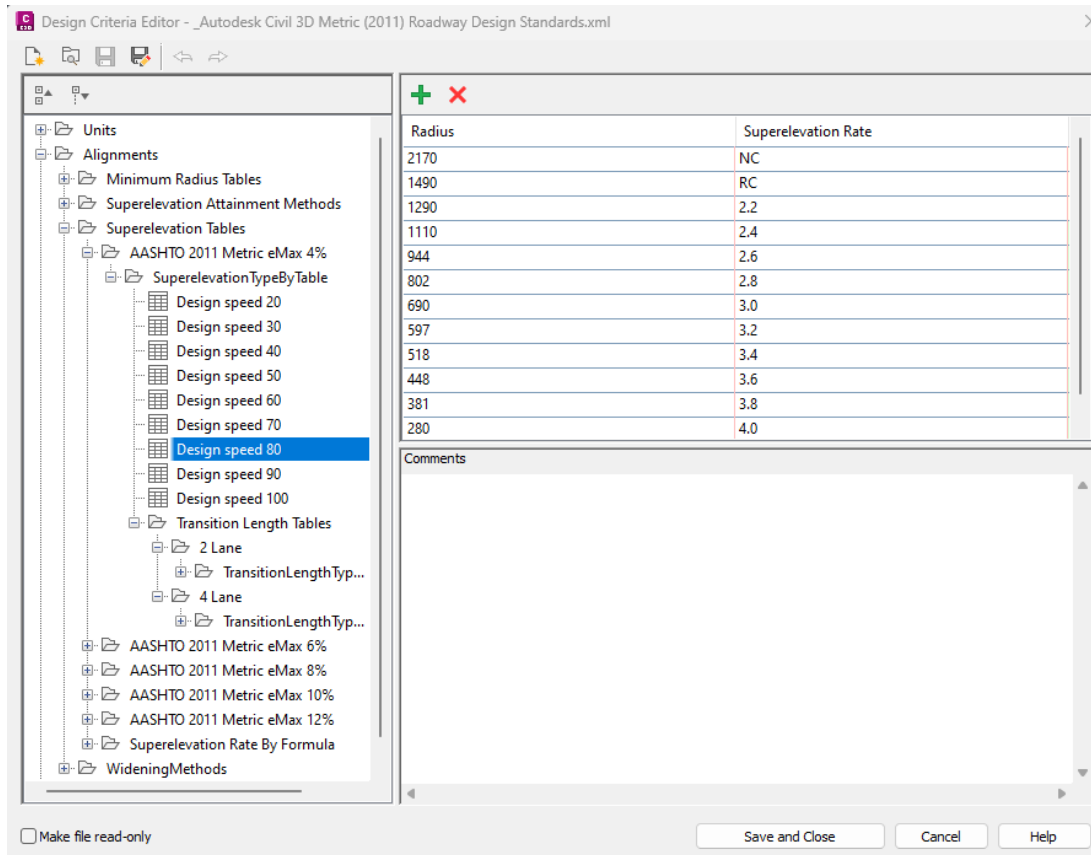 Design Criteria Editor - _Autodesk Civil 3D Metric (2011) Roadway Design Standards.xml
Units
Alignments
Minimum Radius Tables
Superelevation Attainment Methods
Superelevation Tables
AASHTO 2011 Metric eMax 4%
SuperelevationTypeByTable
Design speed 20
Design speed 30
Design speed 40
Design speed 50
Design speed 60
Design speed 70
Design speed 80
Design speed 90
Design speed 100
Transition Length Tables
2 Lane
TransitionLengthTyp...
4 Lane
TransitionLengthTyp...
AASHTO 2011 Metric eMax 6%
AASHTO 2011 Metric eMax 8%
AASHTO 2011 Metric eMax 10%
AASHTO 2011 Metric eMax 12%
Superelevation Rate By Formula
WideningMethods
Radius Superelevation Rate
2170 NC
1490 RC
1290 2.2
1110 2.4
944 2.6
802 2.8
690 3.0
597 3.2
518 3.4
448 3.6
381 3.8
280 4.0
Comments
Make file read-only
Save and Close Cancel Help